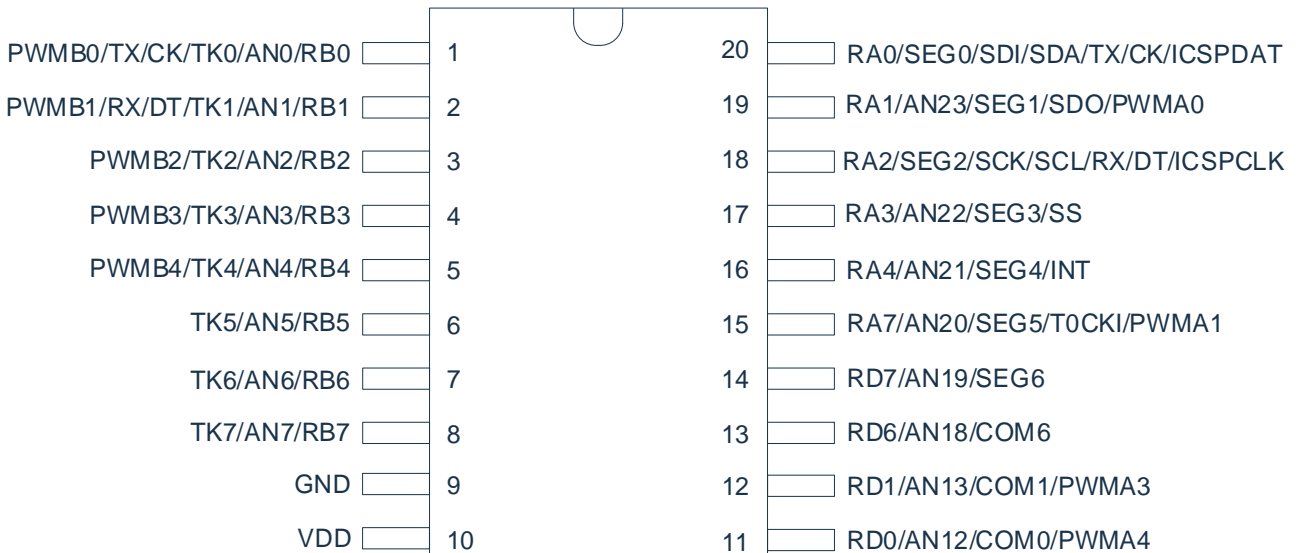 PWMB0/TX/CK/TK0/AN0/RB0 1 20 RA0/SEG0/SDI/SDA/TX/CK/ICSPDAT
PWMB1/RX/DT/TK1/AN1/RB1 2 19 RA1/AN23/SEG1/SDO/PWMA0
PWMB2/TK2/AN2/RB2 3 18 RA2/SEG2/SCK/SCL/RX/DT/ICSPCLK
PWMB3/TK3/AN3/RB3 4 17 RA3/AN22/SEG3/SS
PWMB4/TK4/AN4/RB4 5 16 RA4/AN21/SEG4/INT
TK5/AN5/RB5 6 15 RA7/AN20/SEG5/T0CKI/PWMA1
TK6/AN6/RB6 7 14 RD7/AN19/SEG6
TK7/AN7/RB7 8 13 RD6/AN18/COM6
GND 9 12 RD1/AN13/COM1/PWMA3
VDD 10 11 RD0/AN12/COM0/PWMA4